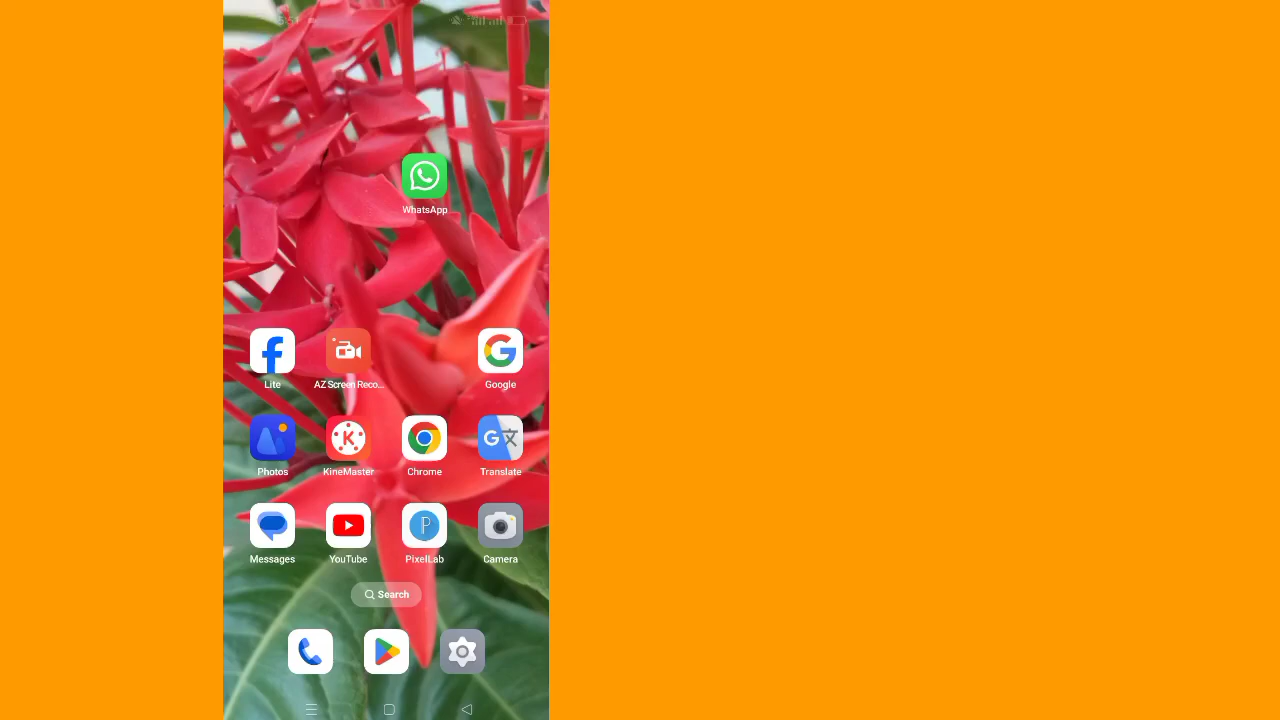 WhatsApp
Lite
AZ Screen Reco...
Google
Photos
KineMaster
Chrome
Translate
Messages
YouTube
PixelLab
Camera
Search